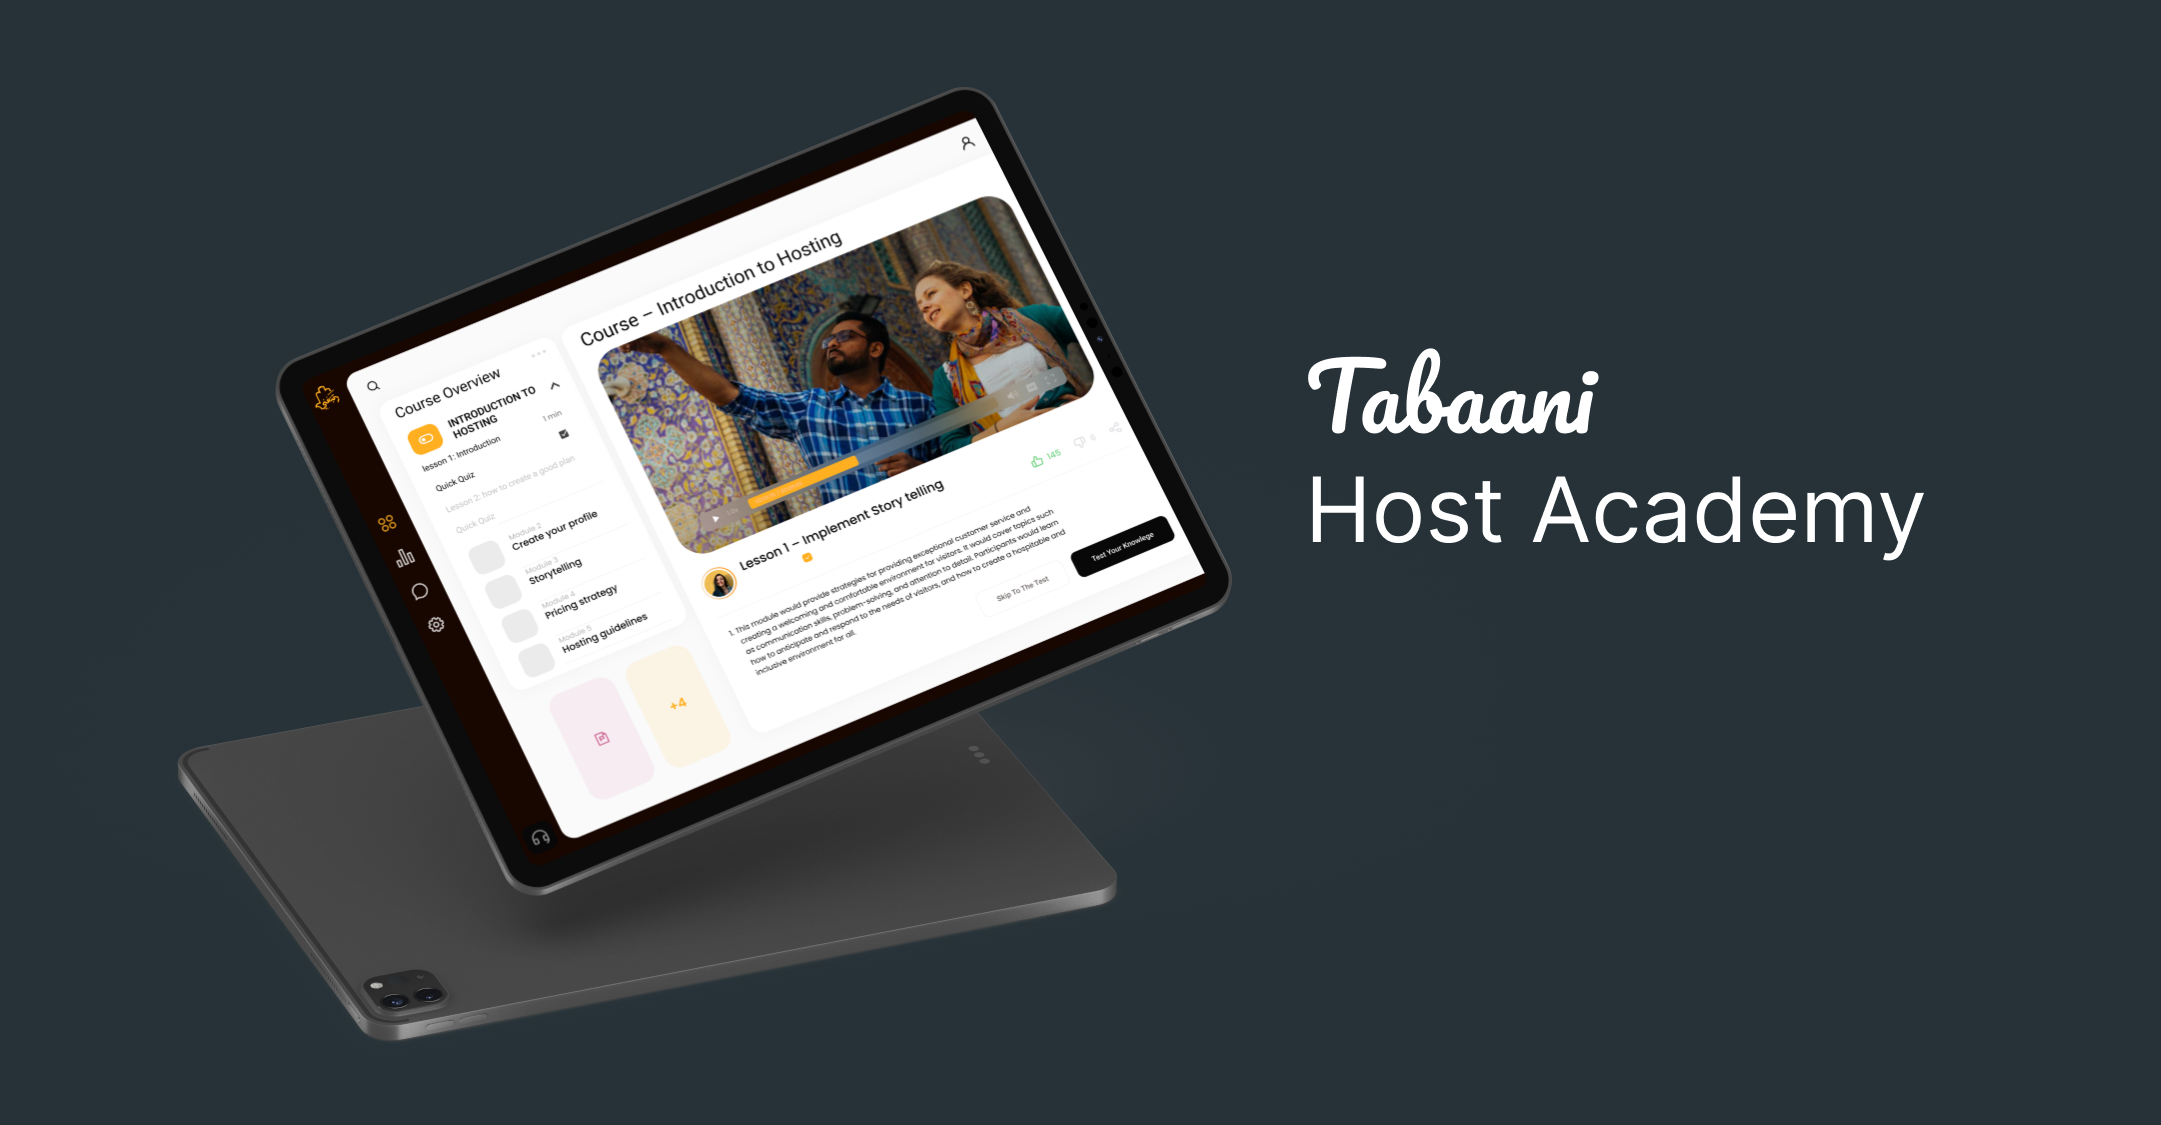 Tabaani
Host Academy
Course Overview
INTRODUCTION TO
HOSTING
lesson 1: Introduction
1 min
Quick Quiz
Lesson 2: how to create a good plan
Quick Quiz
Module 2
Create your profile
Module 3
Storytelling
Module 4
Pricing strategy
Module 5
Hosting guidelines
+4
Course – Introduction to Hosting
145
Lesson 1 – Implement Story telling
1. This module would provide strategies for providing exceptional customer service and
creating a welcoming and comfortable environment for visitors. It would cover topics such
as communication skills, problem-solving, and attention to detail. Participants would learn
how to anticipate and respond to the needs of visitors, and how to create a hospitable and
inclusive environment for all.
Skip To The Test
Test Your Knowlege